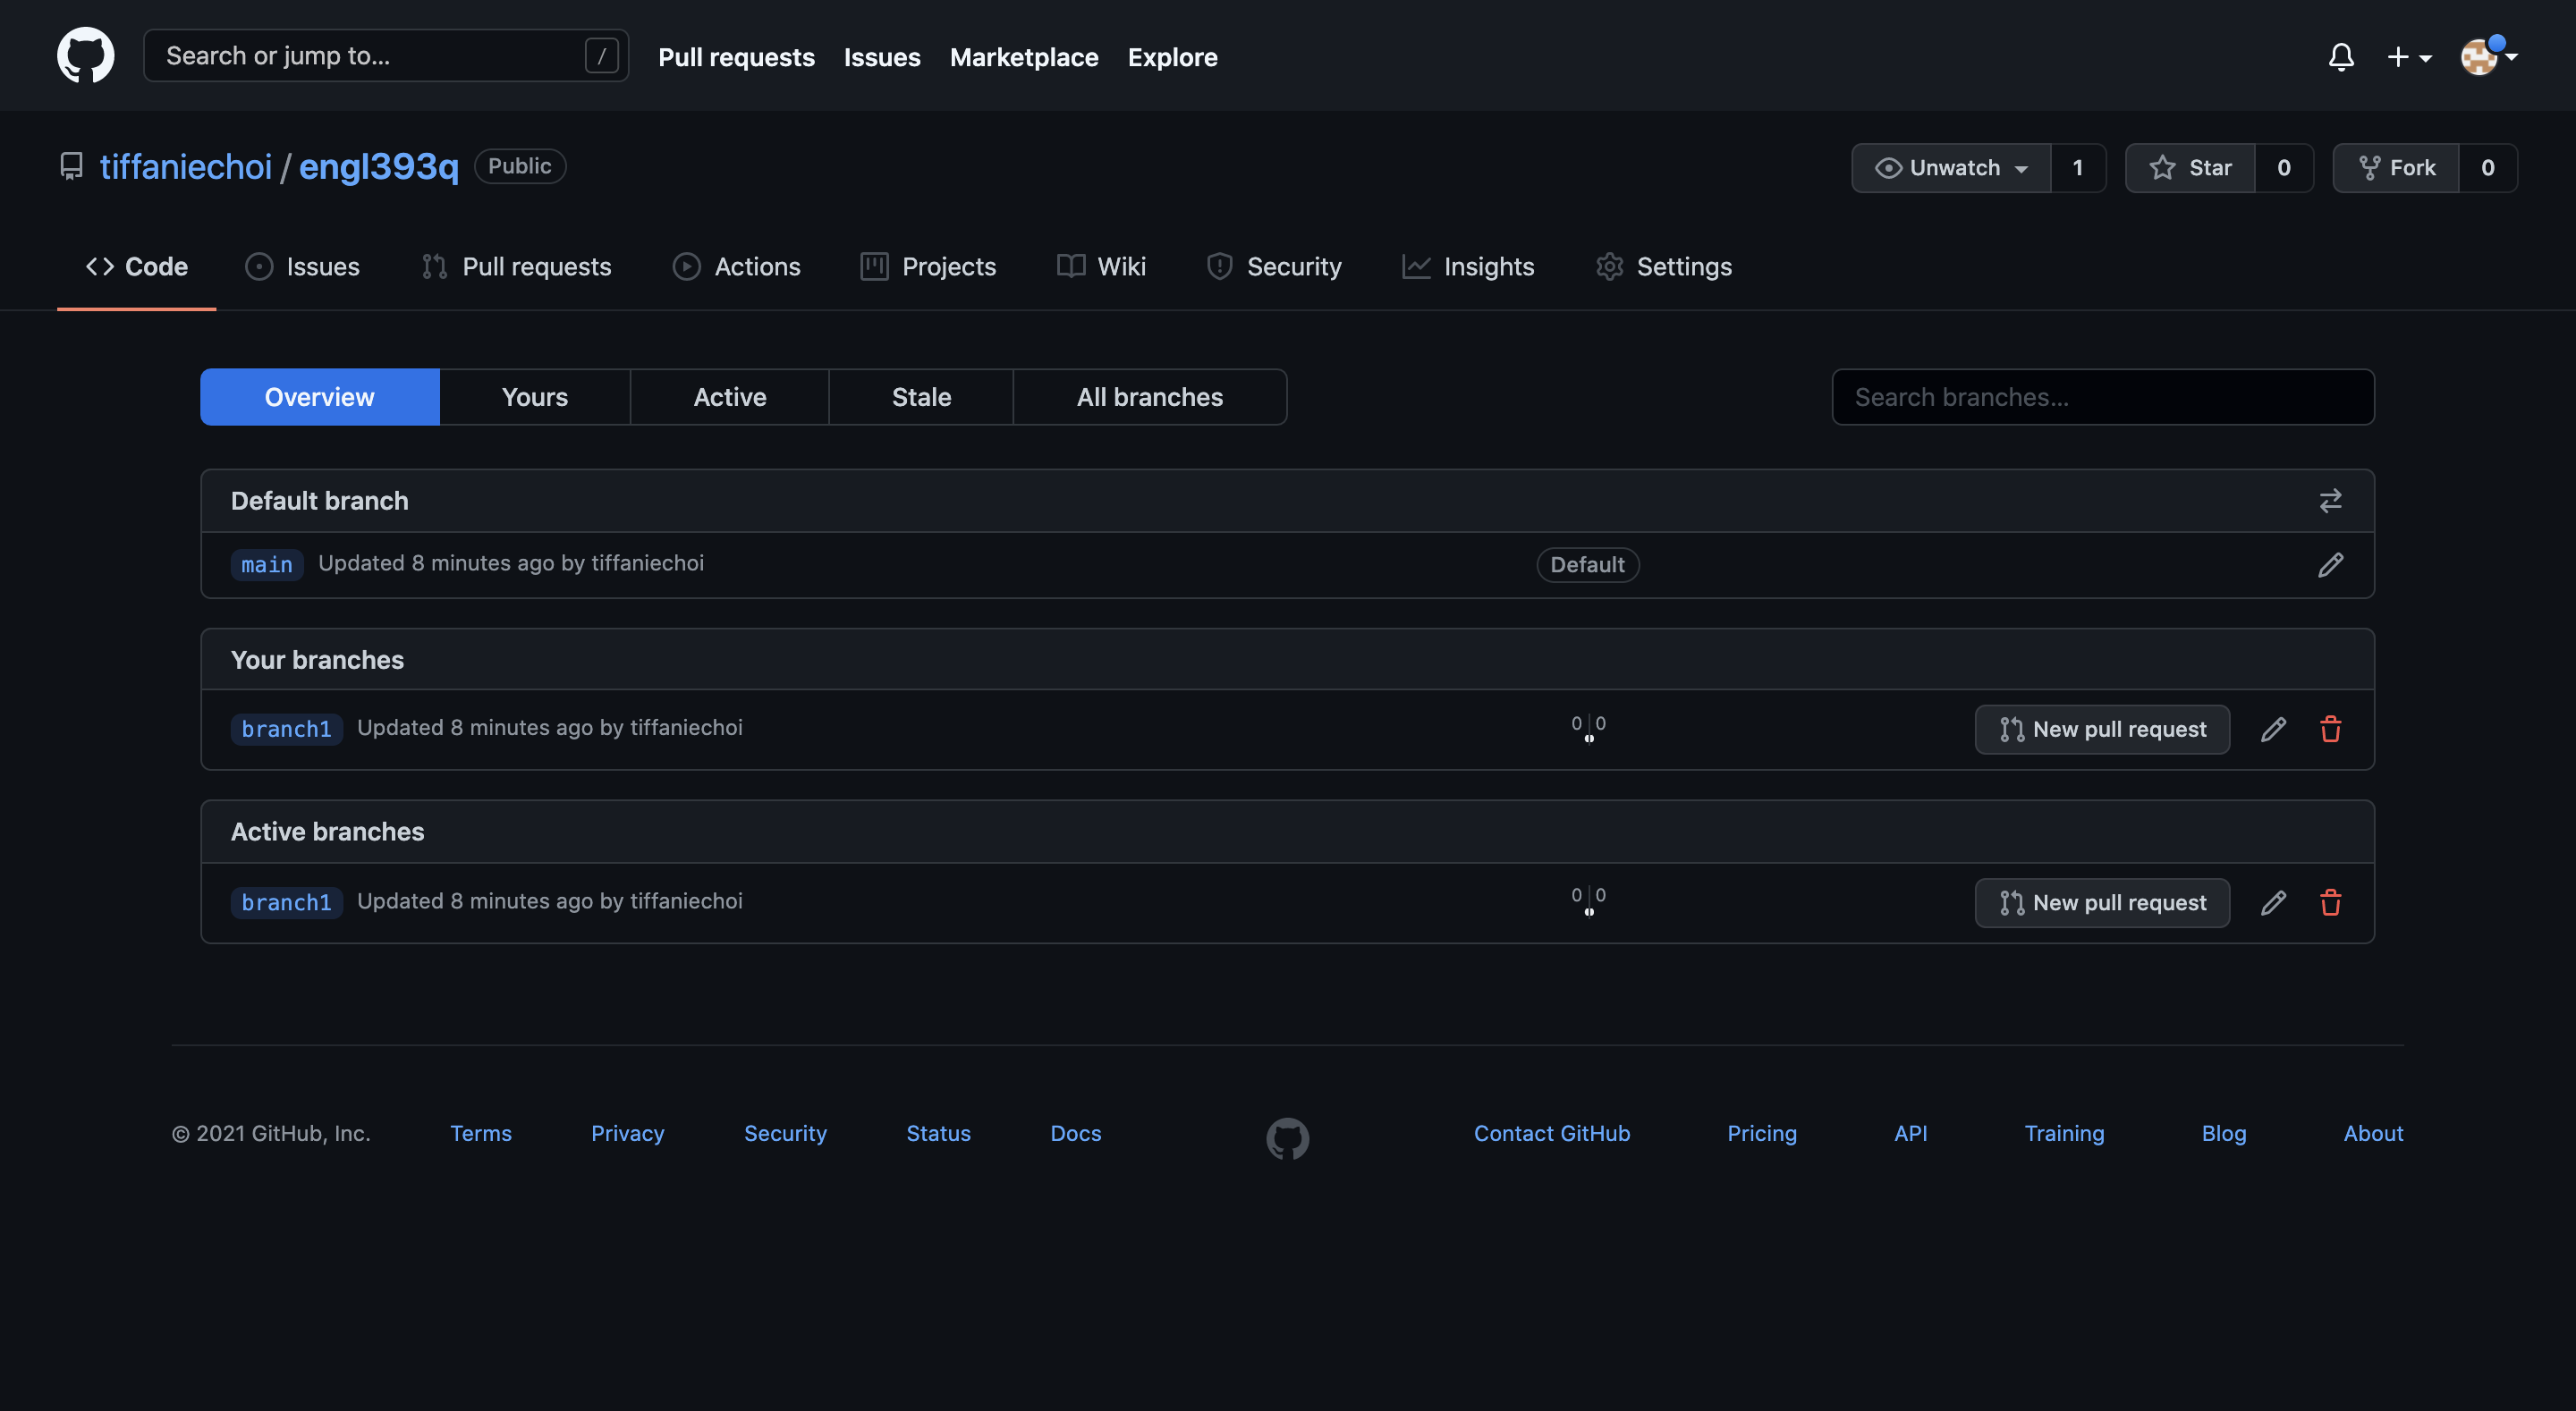 Search or jump to... /
Pull requests Issues Marketplace Explore
tiffaniechoi / engl393q Public
Unwatch 1 Star 0 Fork 0
Code Issues Pull requests Actions Projects Wiki Security Insights Settings
Overview Yours Active Stale All branches
Search branches...
Default branch
main Updated 8 minutes ago by tiffaniechoi Default
Your branches
branch1 Updated 8 minutes ago by tiffaniechoi 0 0 New pull request
Active branches
branch1 Updated 8 minutes ago by tiffaniechoi 0 0 New pull request
© 2021 GitHub, Inc. Terms Privacy Security Status Docs Contact GitHub Pricing API Training Blog About